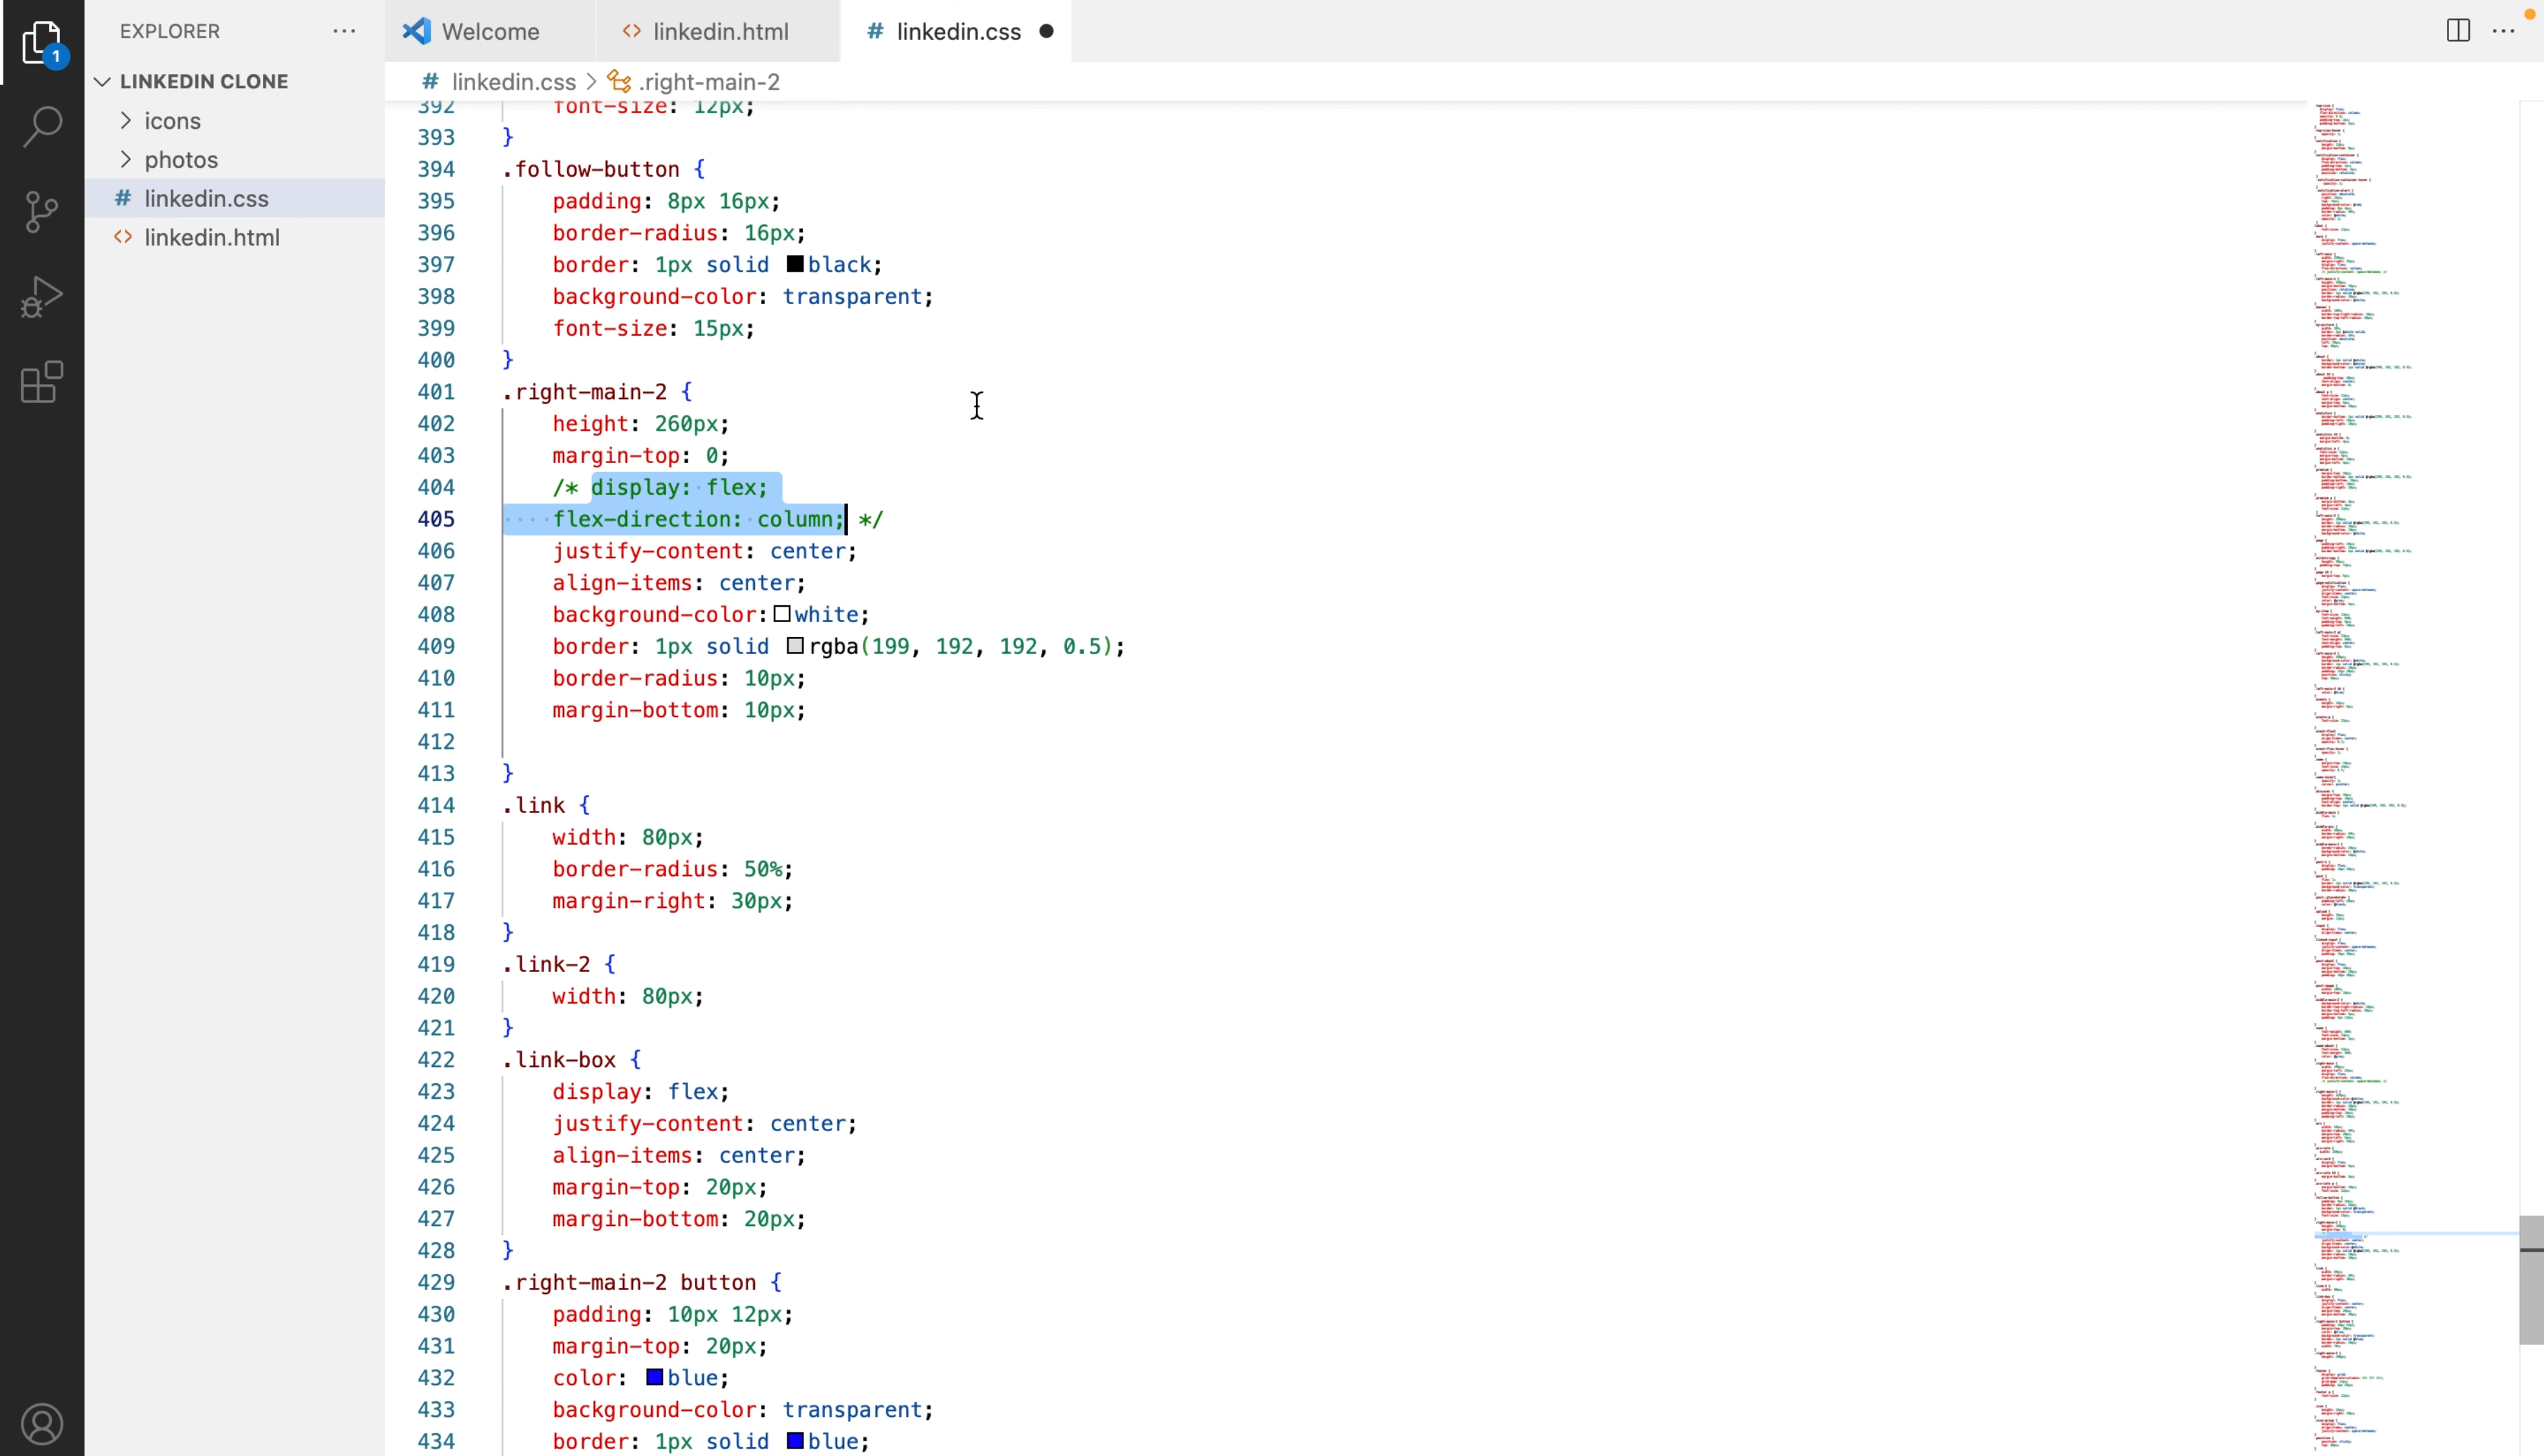 EXPLORER
Welcome
linkedin.html
# linkedin.css
1
LINKEDIN CLONE
# linkedin.css > .right-main-2
icons
photos
# linkedin.css
<> linkedin.html
392 font-size: 12px;
393 }
394 .follow-button {
395 padding: 8px 16px;
396 border-radius: 16px;
397 border: 1px solid black;
398 background-color: transparent;
399 font-size: 15px;
400 }
401 .right-main-2 {
402 height: 260px;
403 margin-top: 0;
404 /* display: flex;
405 flex-direction: column; */
406 justify-content: center;
407 align-items: center;
408 background-color: white;
409 border: 1px solid rgba(199, 192, 192, 0.5);
410 border-radius: 10px;
411 margin-bottom: 10px;
412
413 }
414 .link {
415 width: 80px;
416 border-radius: 50%;
417 margin-right: 30px;
418 }
419 .link-2 {
420 width: 80px;
421 }
422 .link-box {
423 display: flex;
424 justify-content: center;
425 align-items: center;
426 margin-top: 20px;
427 margin-bottom: 20px;
428 }
429 .right-main-2 button {
430 padding: 10px 12px;
431 margin-top: 20px;
432 color: blue;
433 background-color: transparent;
434 border: 1px solid blue;